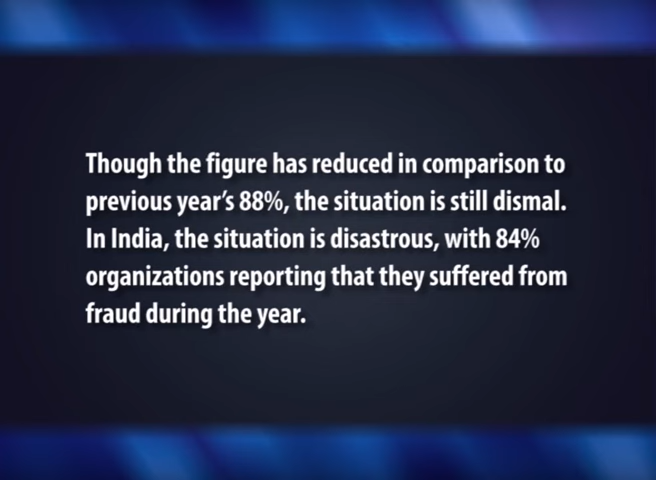 Though the figure has reduced in comparison to
previous year's 88%, the situation is still dismal.
In India, the situation is disastrous, with 84%
organizations reporting that they suffered from
fraud during the year.